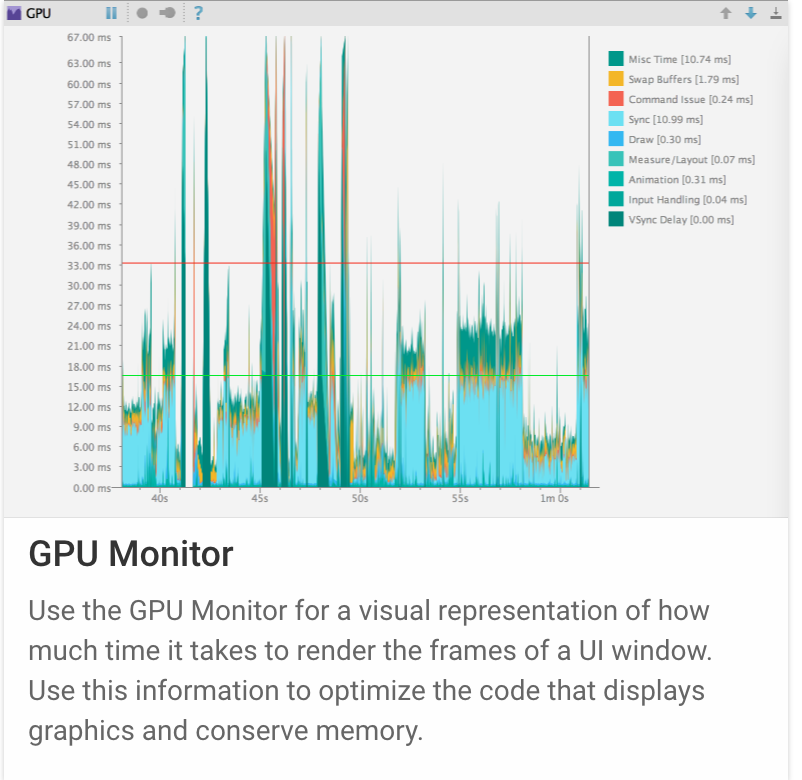 GPU
?
67.00 ms
63.00 ms
60.00 ms
57.00 ms
54.00 ms
51.00 ms
48.00 ms
45.00 ms
42.00 ms
39.00 ms
36.00 ms
33.00 ms
30.00 ms
27.00 ms
24.00 ms
21.00 ms
18.00 ms
15.00 ms
12.00 ms
9.00 ms
6.00 ms
3.00 ms
0.00 ms
40s 45s 50s 55s 1m 0s
Misc Time [10.74 ms]
Swap Buffers [1.79 ms]
Command Issue [0.24 ms]
Sync [10.99 ms]
Draw [0.30 ms]
Measure/Layout [0.07 ms]
Animation [0.31 ms]
Input Handling [0.04 ms]
VSync Delay [0.00 ms]
GPU Monitor
Use the GPU Monitor for a visual representation of how
much time it takes to render the frames of a UI window.
Use this information to optimize the code that displays
graphics and conserve memory.